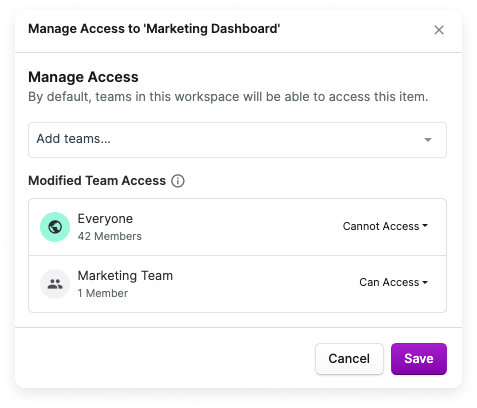 Manage Access to 'Marketing Dashboard'
Manage Access
By default, teams in this workspace will be able to access this item.
Add teams...
Modified Team Access
Everyone
42 Members
Cannot Access
Marketing Team
1 Member
Can Access
Cancel
Save